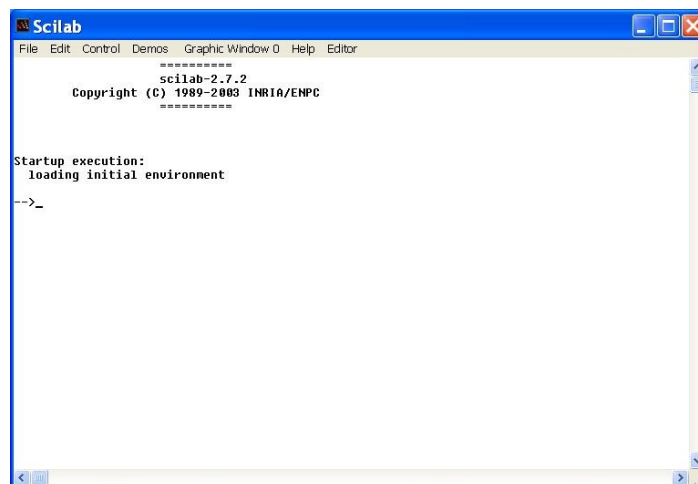 Scilab
File Edit Control Demos Graphic Window 0 Help Editor
==========
scilab-2.7.2
Copyright (C) 1989-2003 INRIA/ENPC
==========
Startup execution:
loading initial environment
-->_